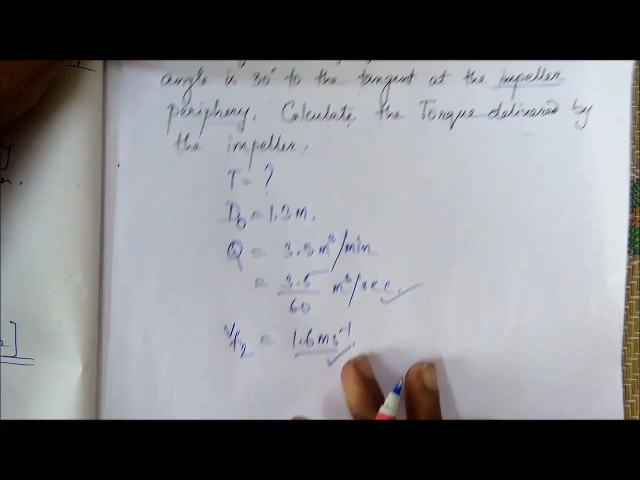 angle is 30° to the tangent at the impeller
periphery. Calculate the Torque delivered by
the impeller.
T = ?
D₀ = 1.3 m.
Q = 3.5 m³/min
= 3.5/60 m³/sec.
Vf₂ = 1.6 ms⁻¹.
]